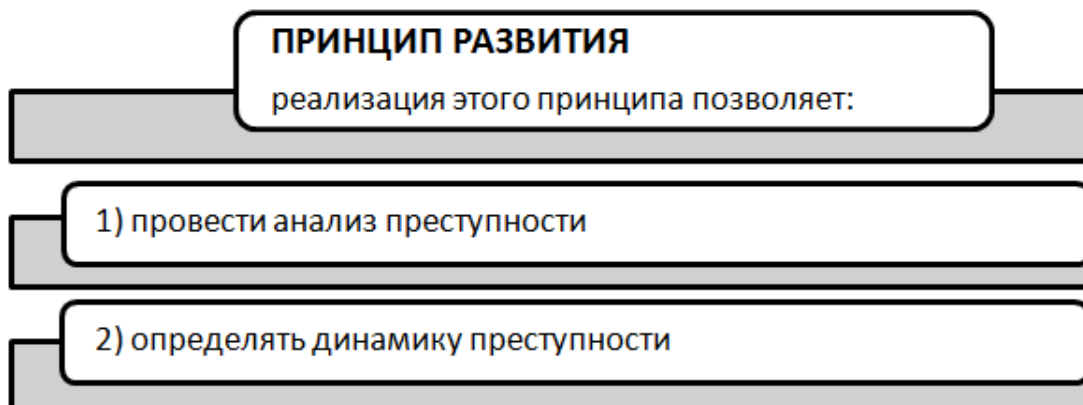 ПРИНЦИП РАЗВИТИЯ
реализация этого принципа позволяет:
1) провести анализ преступности
2) определять динамику преступности